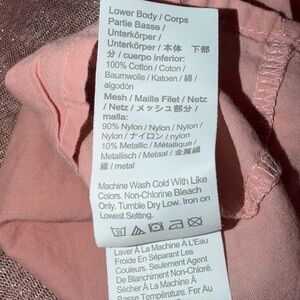 Lower Body / Corps
Partie Basse /
Unterkörper /
Unterkörper / 本体 下部
分 / cuerpo inferior:
100% Cotton / Coton /
Baumwolle / Katoen / 綿 /
algodón
Mesh / Maille Filet / Netz
/ Netz / メッシュ部分 /
malla:
90% Nylon / Nylon / Nylon /
Nylon / ナイロン / nylon
10% Metallic / Métallique /
Metallisch / Metaal / 金属繊
維 / metal
Machine Wash Cold With Like
Colors. Non-Chlorine Bleach
Only. Tumble Dry Low. Iron on
Lowest Setting.
Laver À La Machine À L'Eau
Froide En Séparant Les
Couleurs. Seulement Agent
De Blanchiment Non-Chloré.
Sécher À La Machine À
Basse Température. Fer Au